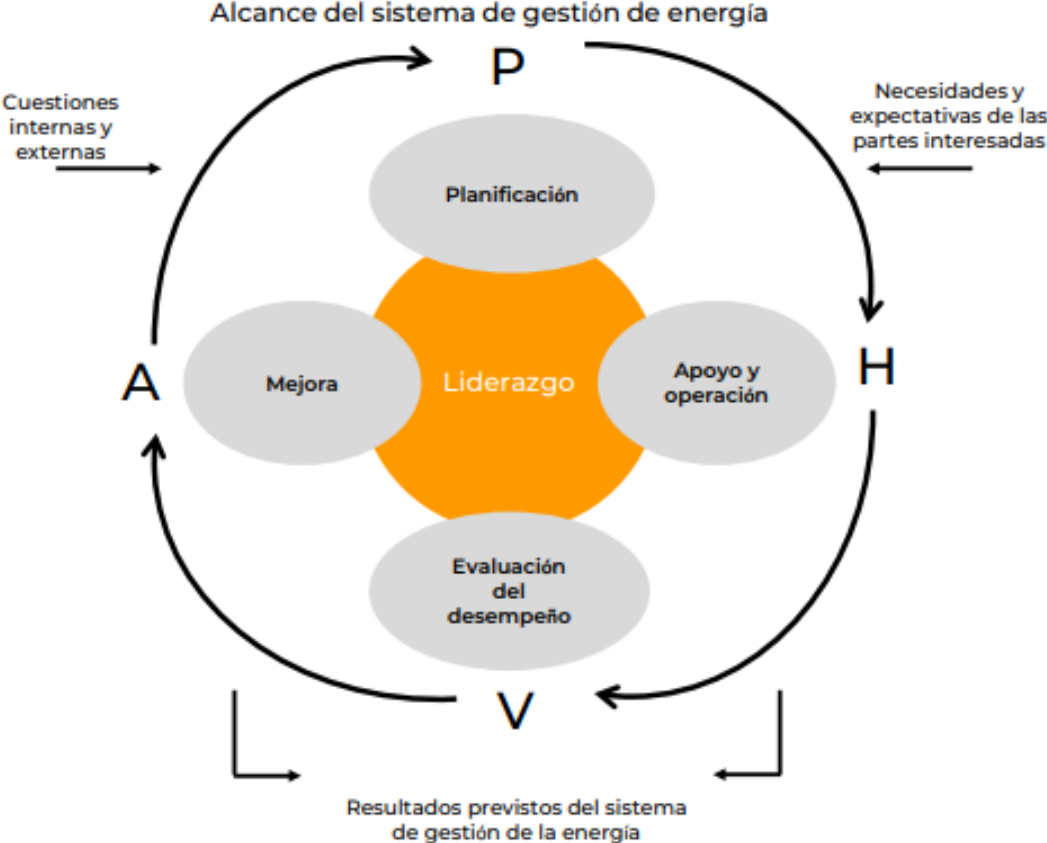 Alcance del sistema de gestión de energía
P
Cuestiones
internas y
externas
Necesidades y
expectativas de las
partes interesadas
Planificación
A
Mejora
Liderazgo
Apoyo y
operación
H
Evaluación
del
desempeño
V
Resultados previstos del sistema
de gestión de la energía